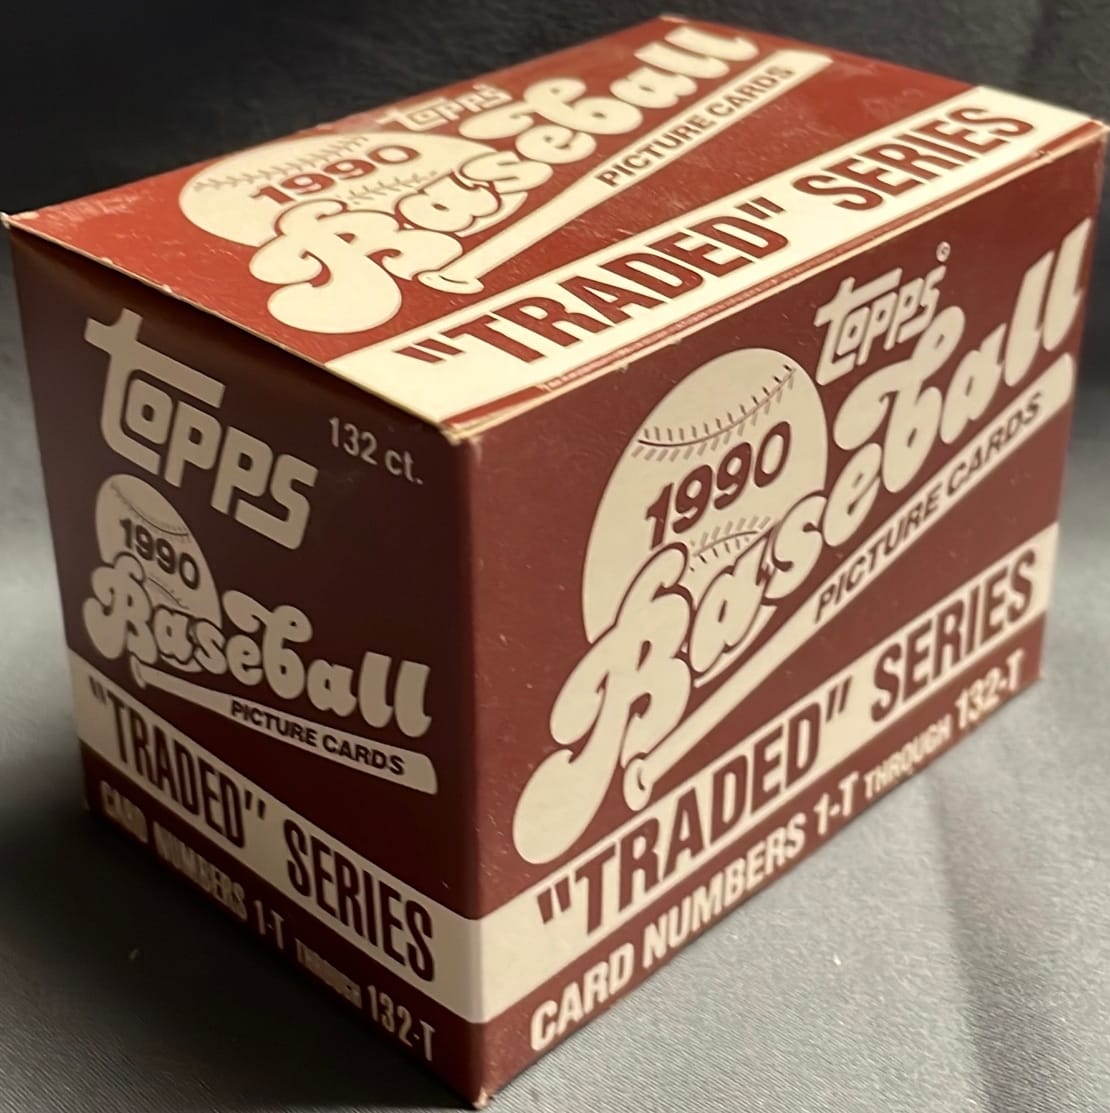 Topps
1990
Baseball
PICTURE CARDS
"TRADED" SERIES
Topps
132 ct.
1990
Baseball
PICTURE CARDS
"TRADED" SERIES
CARD NUMBERS 1-T THROUGH 132-T
Topps®
1990
Baseball
PICTURE CARDS
"TRADED" SERIES
CARD NUMBERS 1-T THROUGH 132-T